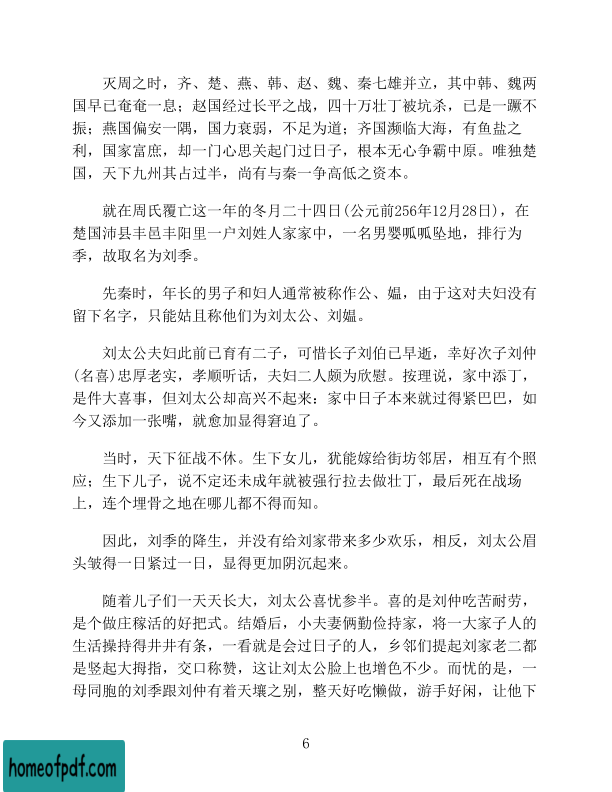 灭周之时，齐、楚、燕、韩、赵、魏、秦七雄并立，其中韩、魏两
国早已奄奄一息；赵国经过长平之战，四十万壮丁被坑杀，已是一蹶不
振；燕国偏安一隅，国力衰弱，不足为道；齐国濒临大海，有鱼盐之
利，国家富庶，却一门心思关起门过日子，根本无心争霸中原。唯独楚
国，天下九州其占过半，尚有与秦一争高低之资本。
就在周氏覆亡这一年的冬月二十四日(公元前256年12月28日)，在
楚国沛县丰邑丰阳里一户刘姓人家家中，一名男婴呱呱坠地，排行为
季，故取名为刘季。
先秦时，年长的男子和妇人通常被称作公、媪，由于这对夫妇没有
留下名字，只能姑且称他们为刘太公、刘媪。
刘太公夫妇此前已育有二子，可惜长子刘伯已早逝，幸好次子刘仲
(名喜)忠厚老实，孝顺听话，夫妇二人颇为欣慰。按理说，家中添丁，
是件大喜事，但刘太公却高兴不起来：家中日子本来就过得紧巴巴，如
今又添加一张嘴，就愈加显得窘迫了。
当时，天下征战不休。生下女儿，犹能嫁给街坊邻居，相互有个照
应；生下儿子，说不定还未成年就被强行拉去做壮丁，最后死在战场
上，连个埋骨之地在哪儿都不得而知。
因此，刘季的降生，并没有给刘家带来多少欢乐，相反，刘太公眉
头皱得一日紧过一日，显得更加阴沉起来。
随着儿子们一天天长大，刘太公喜忧参半。喜的是刘仲吃苦耐劳，
是个做庄稼活的好把式。结婚后，小夫妻俩勤俭持家，将一大家子人的
生活操持得井井有条，一看就是会过日子的人，乡邻们提起刘家老二都
是竖起大拇指，交口称赞，这让刘太公脸上也增色不少。而忧的是，一
母同胞的刘季跟刘仲有着天壤之别，整天好吃懒做，游手好闲，让他下
6
homeofpdf.com